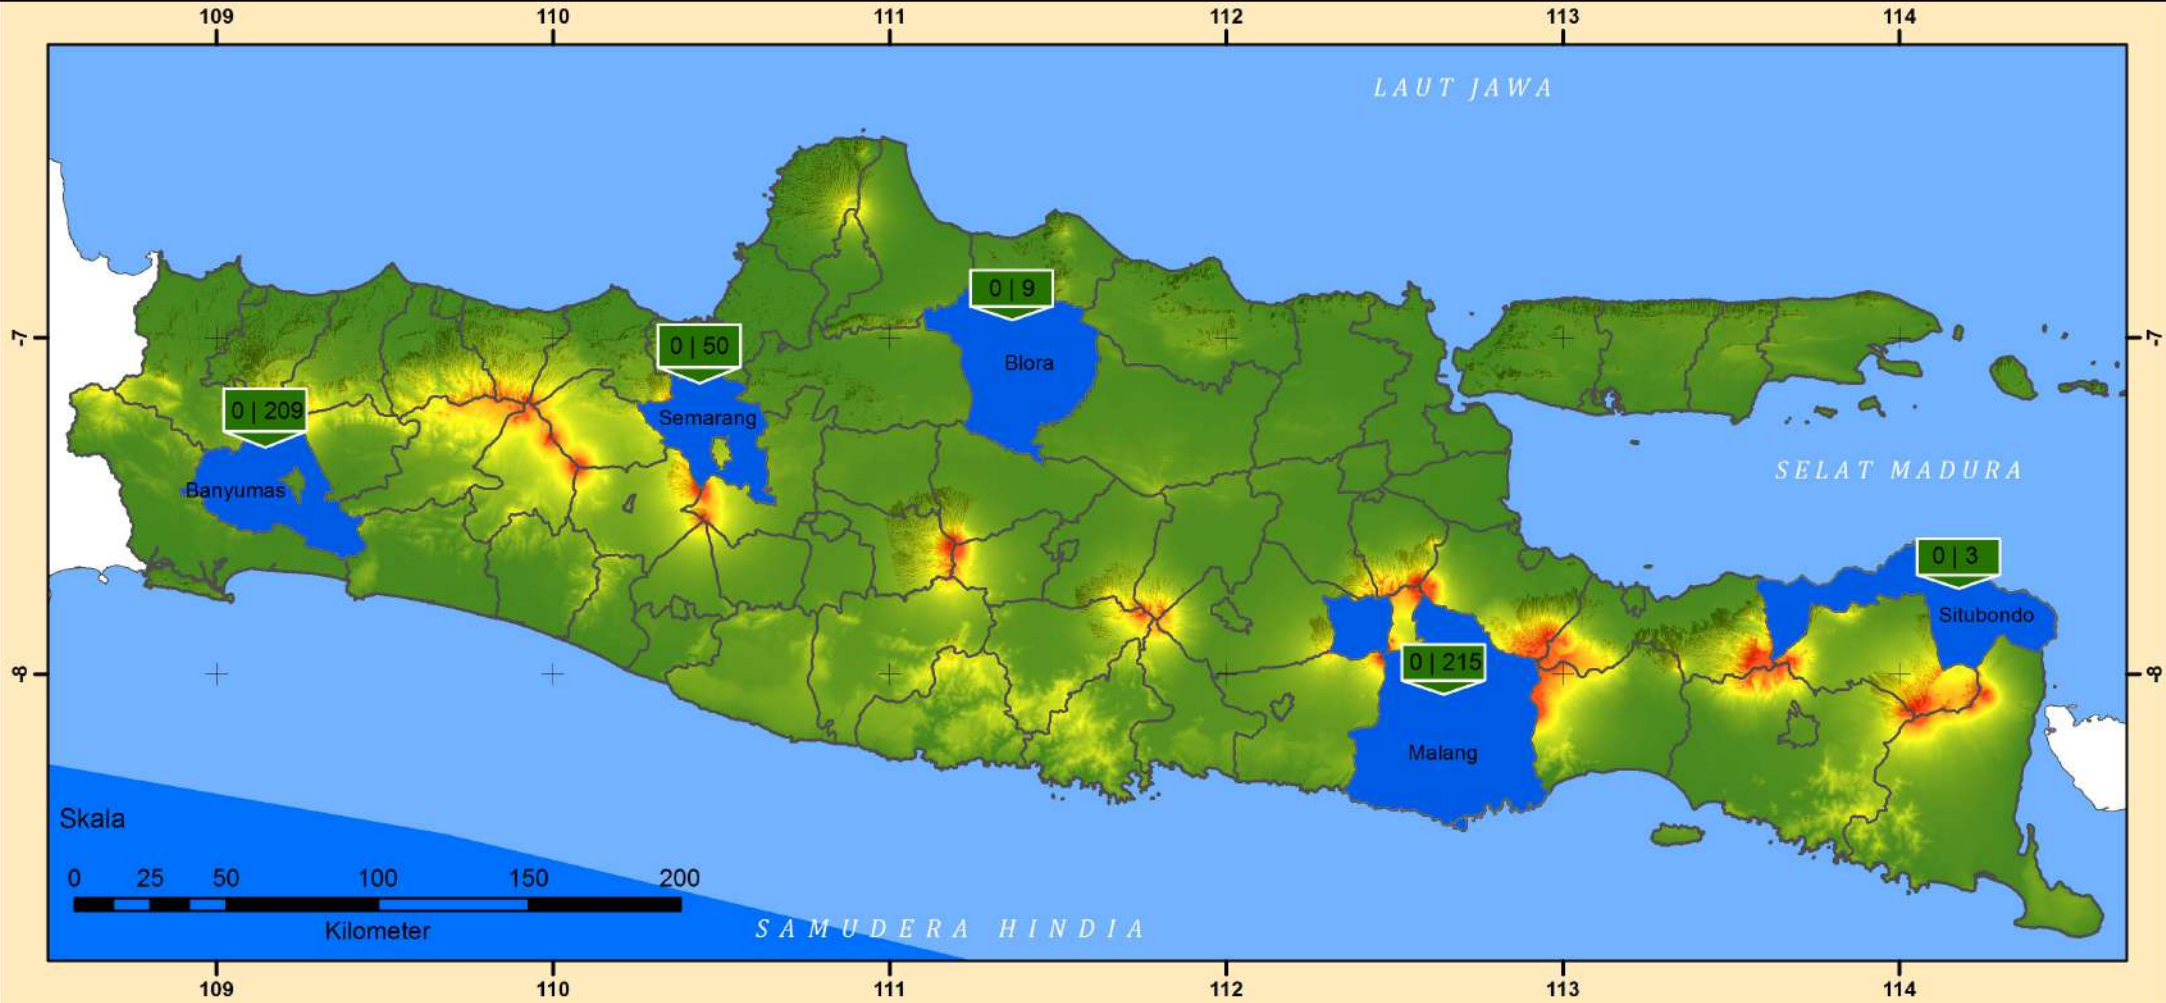 109 110 111 112 113 114
LAUT JAWA
0 | 9
-7 -7
0 | 50
Blora
0 | 209
Semarang
SELAT MADURA
Banyumas
0 | 3
Situbondo
0 | 215
-8 -8
Malang
Skala
0 25 50 100 150 200
Kilometer
SAMUDERA HINDIA
109 110 111 112 113 114